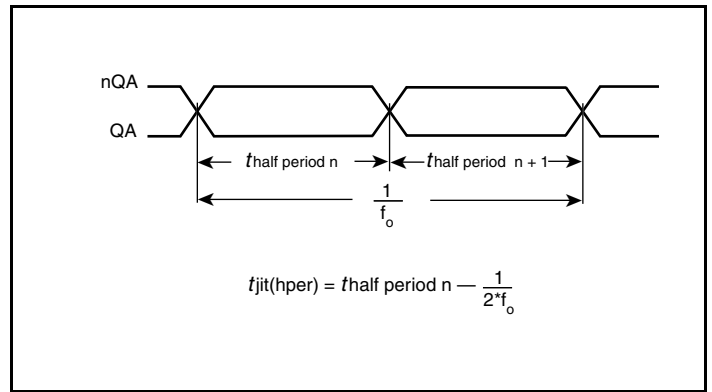 nQA
QA
thalf period n
thalf period n + 1
1
fo
tjit(hper) = thalf period n — 1
2*fo